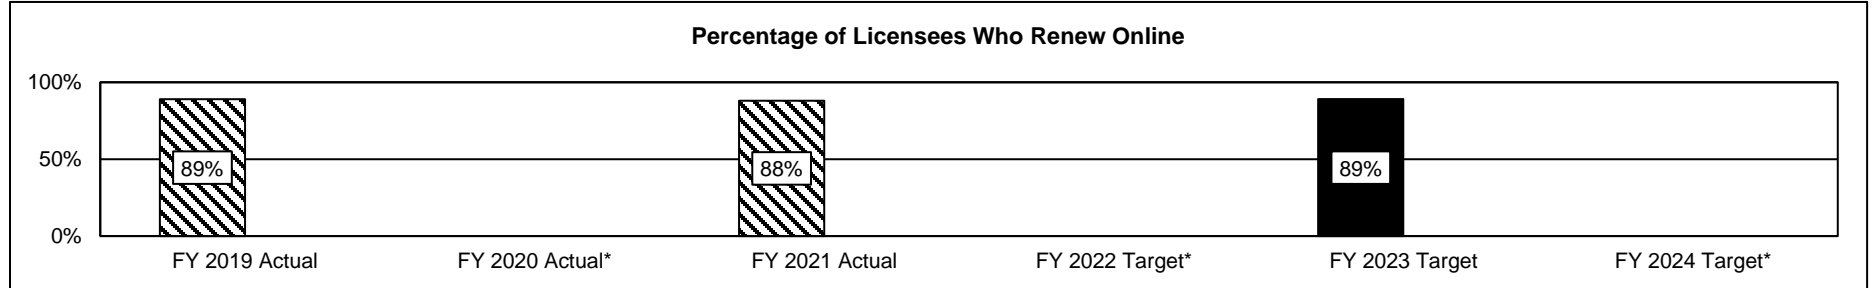 Percentage of Licensees Who Renew Online
100%
50%
0%
89%
88%
89%
FY 2019 Actual
FY 2020 Actual*
FY 2021 Actual
FY 2022 Target*
FY 2023 Target
FY 2024 Target*